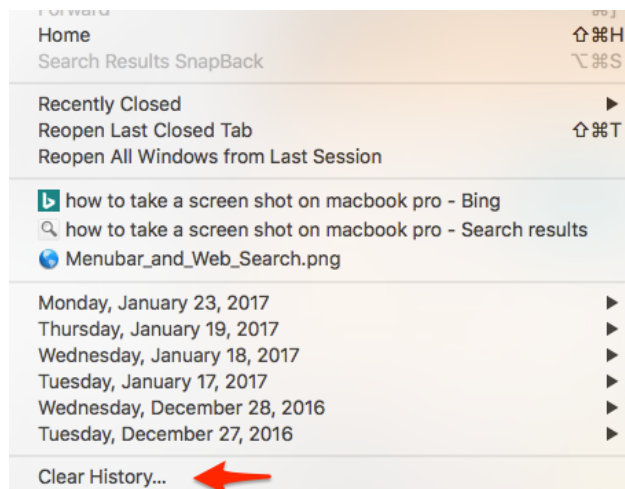 Forward ⌘]
Home ⇧⌘H
Search Results SnapBack ⌥⌘S
Recently Closed ▶
Reopen Last Closed Tab ⇧⌘T
Reopen All Windows from Last Session
how to take a screen shot on macbook pro - Bing
how to take a screen shot on macbook pro - Search results
Menubar_and_Web_Search.png
Monday, January 23, 2017 ▶
Thursday, January 19, 2017 ▶
Wednesday, January 18, 2017 ▶
Tuesday, January 17, 2017 ▶
Wednesday, December 28, 2016 ▶
Tuesday, December 27, 2016 ▶
Clear History...